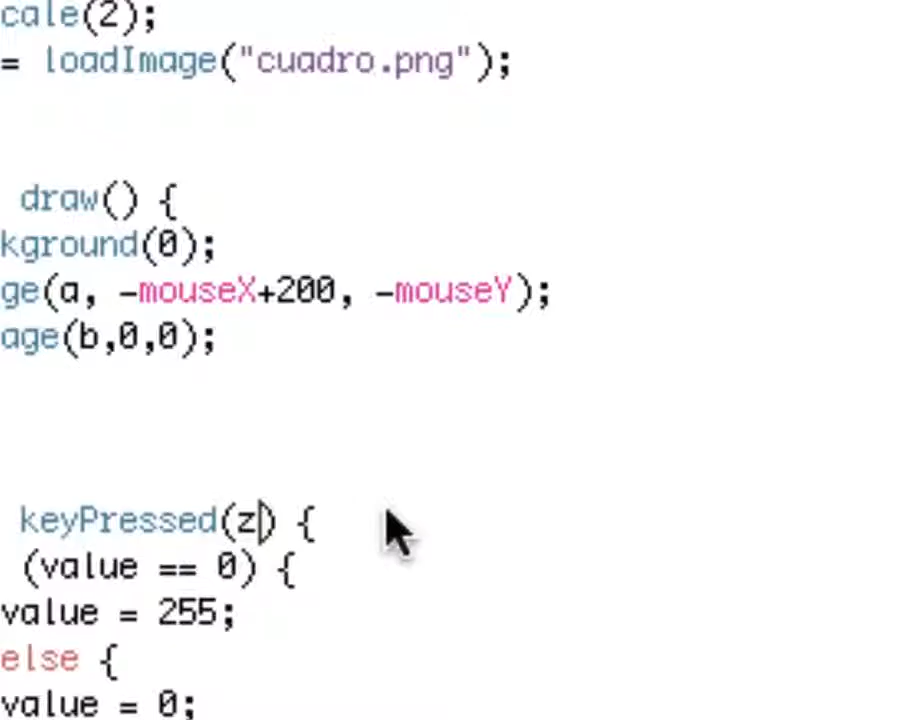 cale(2);
= loadImage("cuadro.png");
draw() {
kground(0);
ge(a, -mouseX+200, -mouseY);
age(b,0,0);
keyPressed(z) {
(value == 0) {
value = 255;
else {
value = 0;